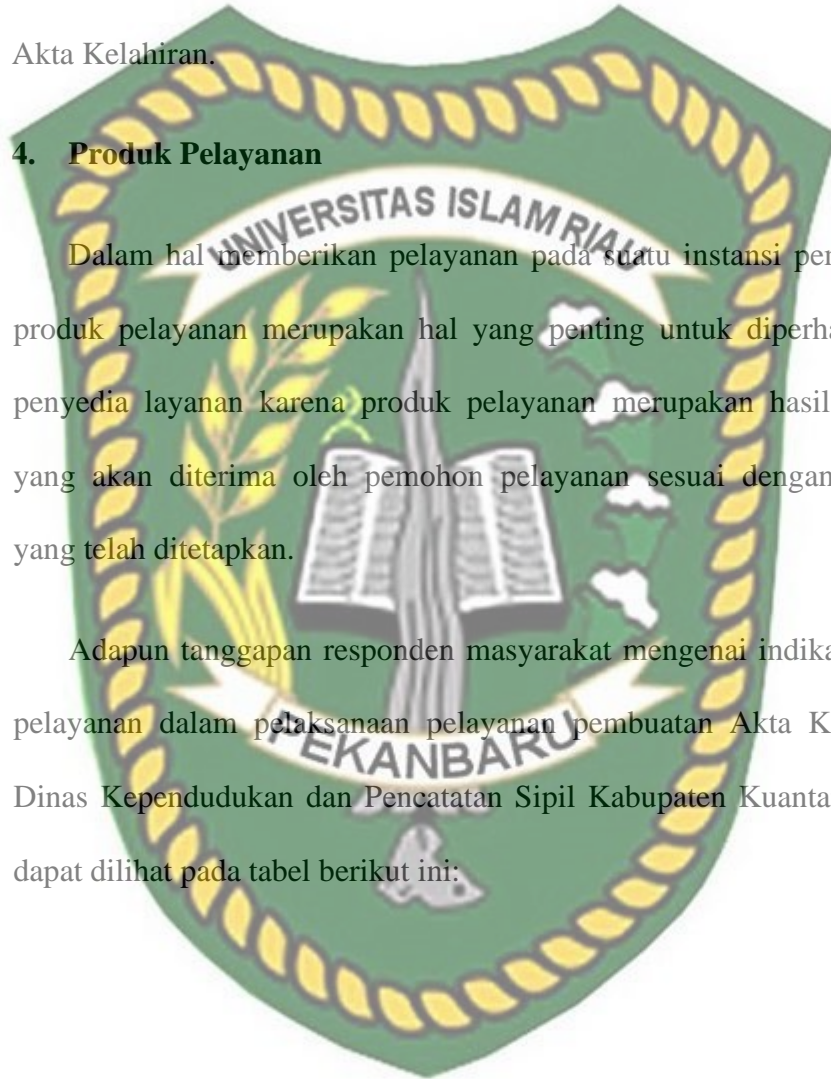 Akta Kelahiran.
4. Produk Pelayanan
UNIVERSITAS ISLAM RIAU
Dalam hal memberikan pelayanan pada suatu instansi per
produk pelayanan merupakan hal yang penting untuk diperha
penyedia layanan karena produk pelayanan merupakan hasil
yang akan diterima oleh pemohon pelayanan sesuai dengan
yang telah ditetapkan.
Adapun tanggapan responden masyarakat mengenai indika
pelayanan dalam pelaksanaan pelayanan pembuatan Akta K
PEKANBARU
Dinas Kependudukan dan Pencatatan Sipil Kabupaten Kuanta
dapat dilihat pada tabel berikut ini: